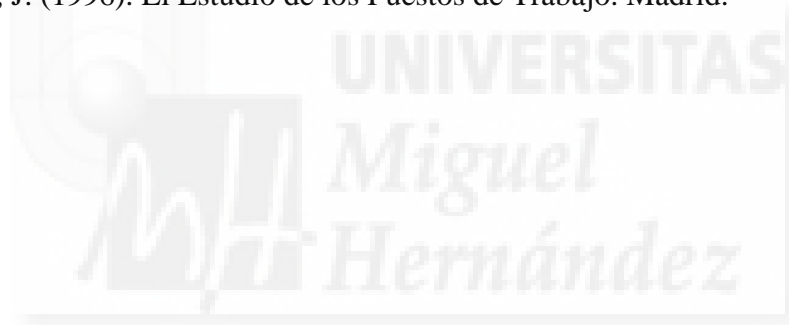 J. (1996). El Estudio de los Puestos de Trabajo. Madrid.
UNIVERSITAS
Miguel
Hernández